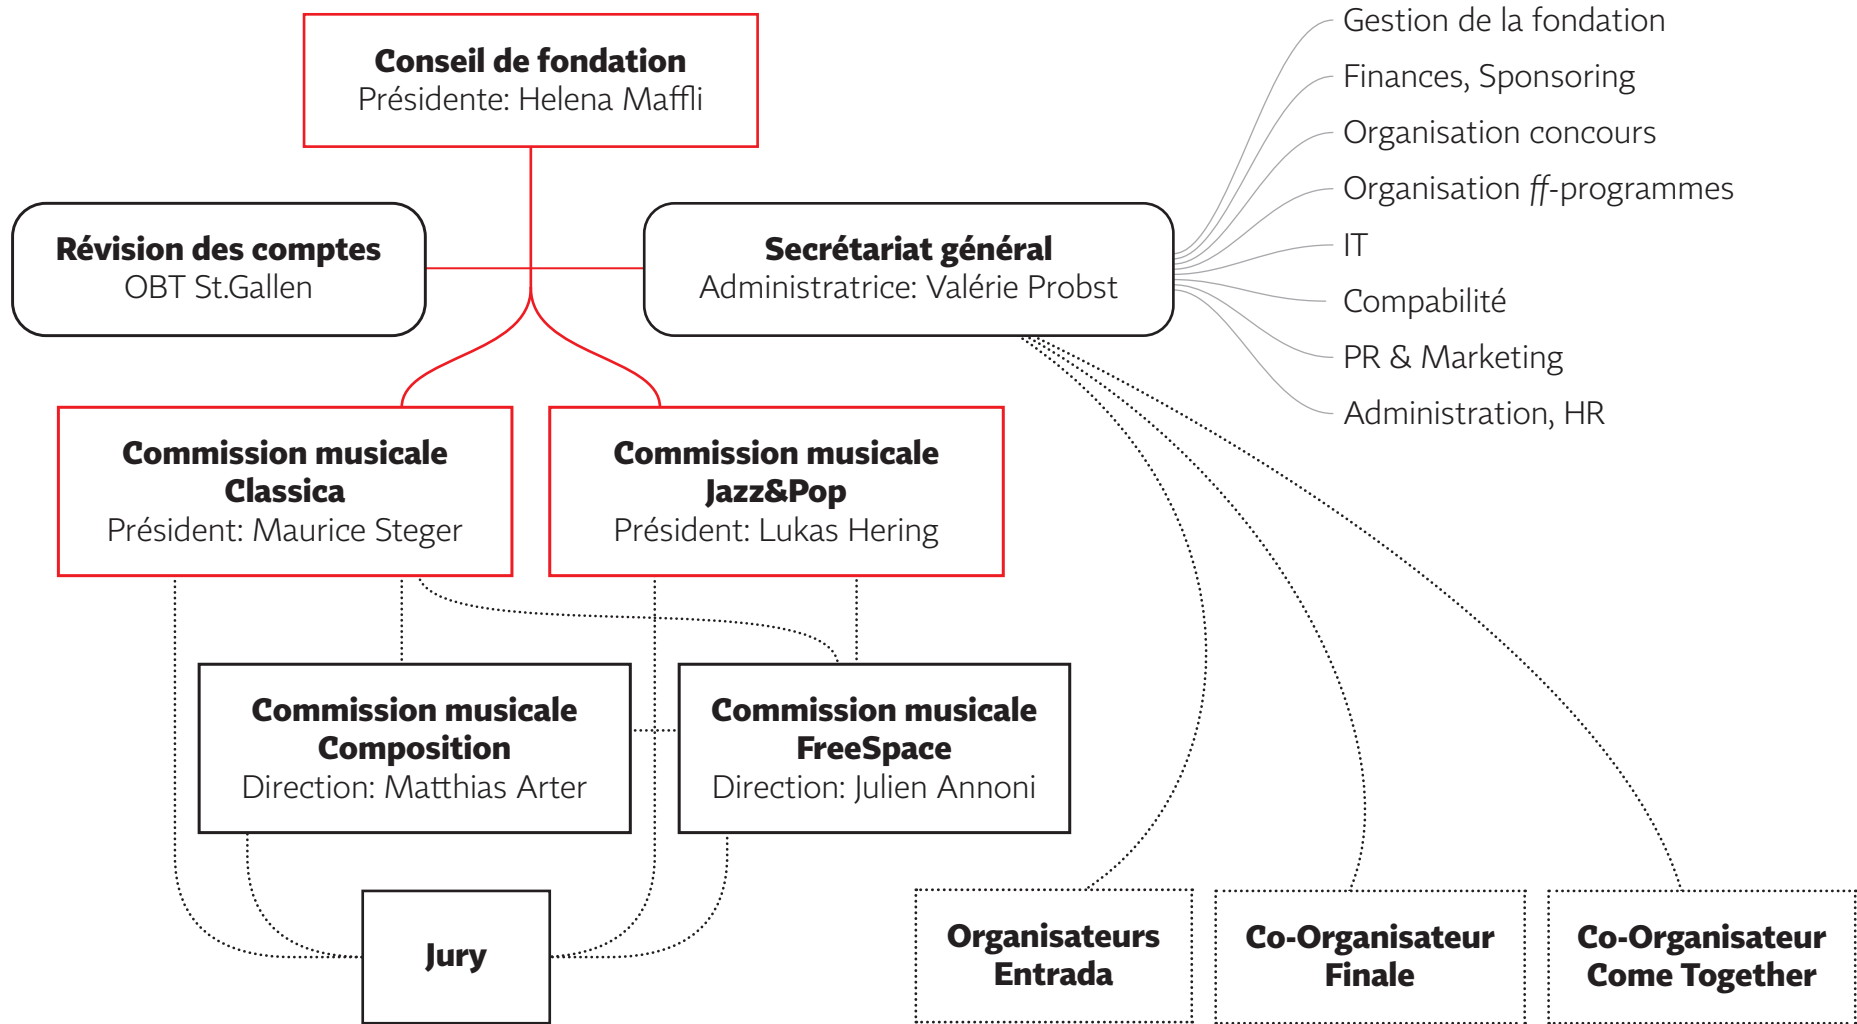 Conseil de fondation
Présidente: Helena Maffli
Révision des comptes
OBT St.Gallen
Secrétariat général
Administratrice: Valérie Probst
Gestion de la fondation
Finances, Sponsoring
Organisation concours
Organisation ff-programmes
IT
Compabilité
PR & Marketing
Administration, HR
Commission musicale
Classica
Président: Maurice Steger
Commission musicale
Jazz&Pop
Président: Lukas Hering
Commission musicale
Composition
Direction: Matthias Arter
Commission musicale
FreeSpace
Direction: Julien Annoni
Jury
Organisateurs
Entrada
Co-Organisateur
Finale
Co-Organisateur
Come Together